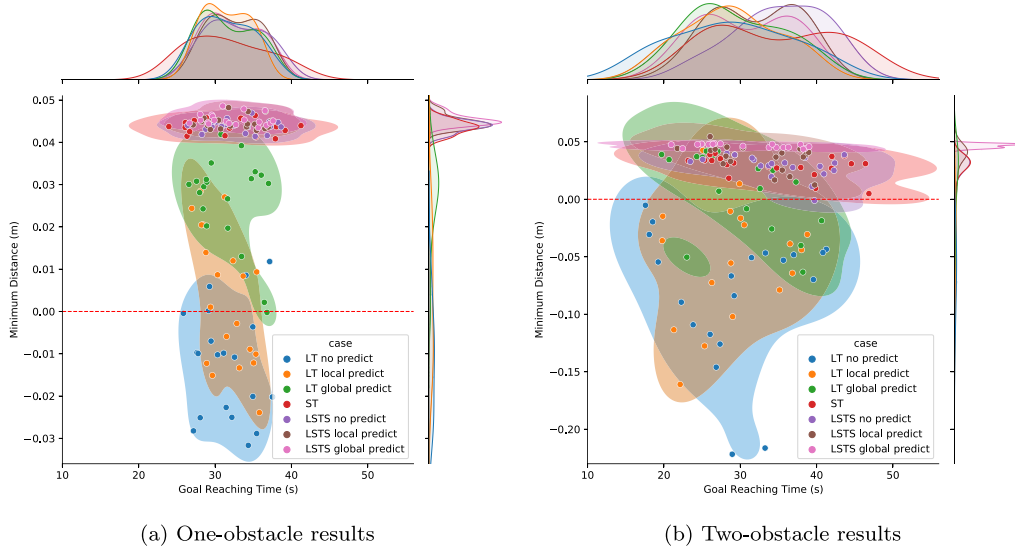 0.05
0.04
0.03
0.02
0.01
0.00
−0.01
−0.02
−0.03
Minimum Distance (m)
10 20 30 40 50
Goal Reaching Time (s)
case
LT no predict
LT local predict
LT global predict
ST
LSTS no predict
LSTS local predict
LSTS global predict
(a) One-obstacle results
0.05
0.00
−0.05
−0.10
−0.15
−0.20
Minimum Distance (m)
10 20 30 40 50
Goal Reaching Time (s)
case
LT no predict
LT local predict
LT global predict
ST
LSTS no predict
LSTS local predict
LSTS global predict
(b) Two-obstacle results